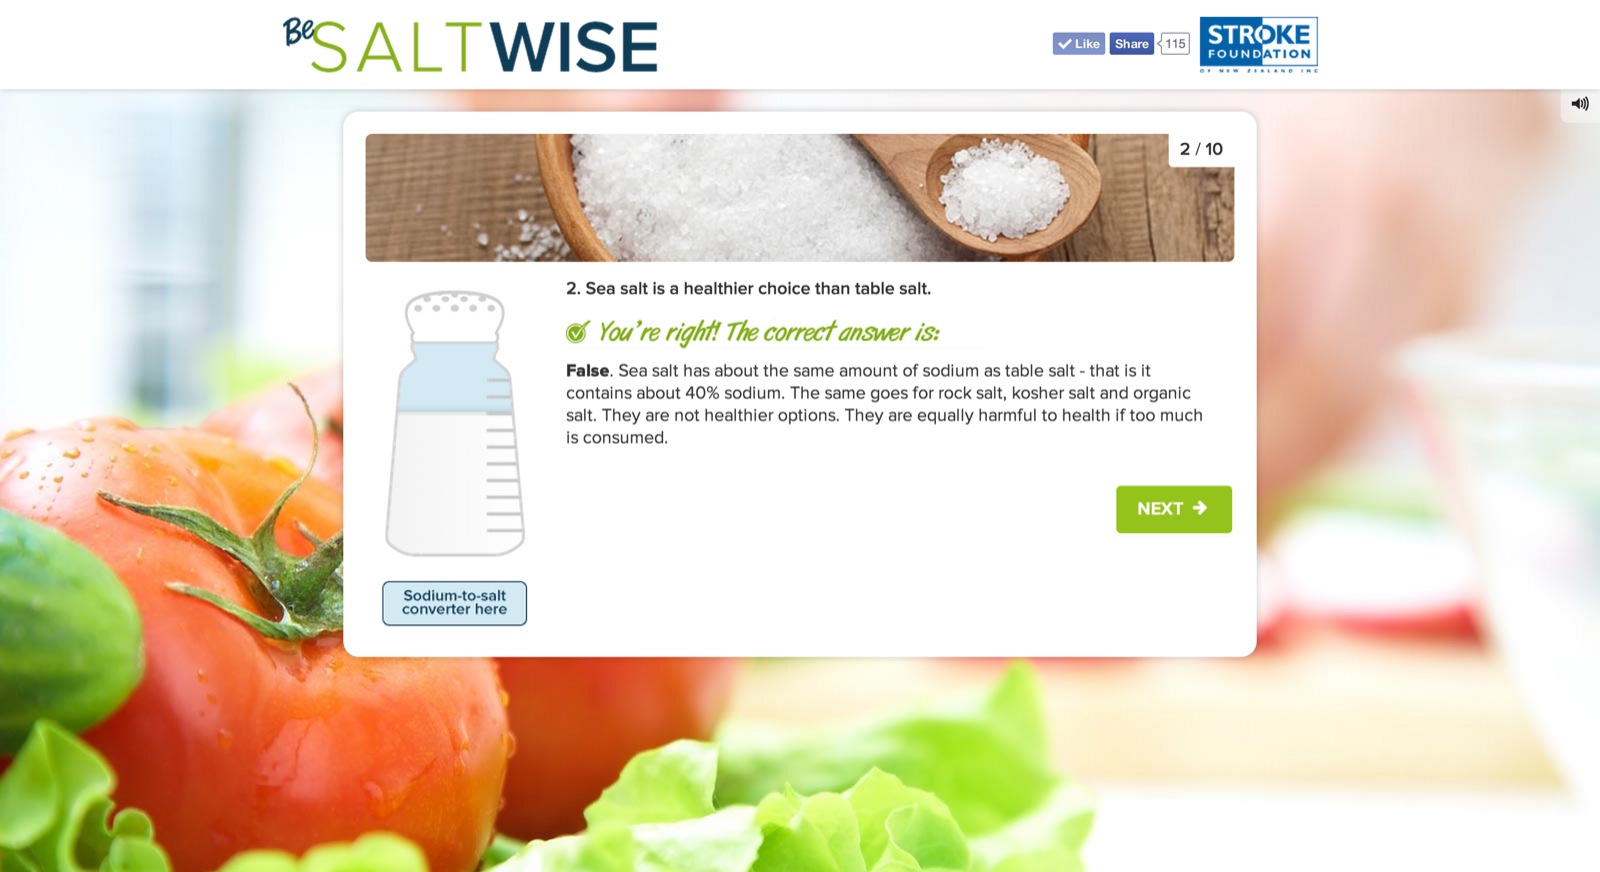 Be SALTWISE
Like Share 115
STROKE
FOUNDATION
OF NEW ZEALAND INC
2 / 10
2. Sea salt is a healthier choice than table salt.
You're right! The correct answer is:
False. Sea salt has about the same amount of sodium as table salt - that is it
contains about 40% sodium. The same goes for rock salt, kosher salt and organic
salt. They are not healthier options. They are equally harmful to health if too much
is consumed.
NEXT
Sodium-to-salt
converter here